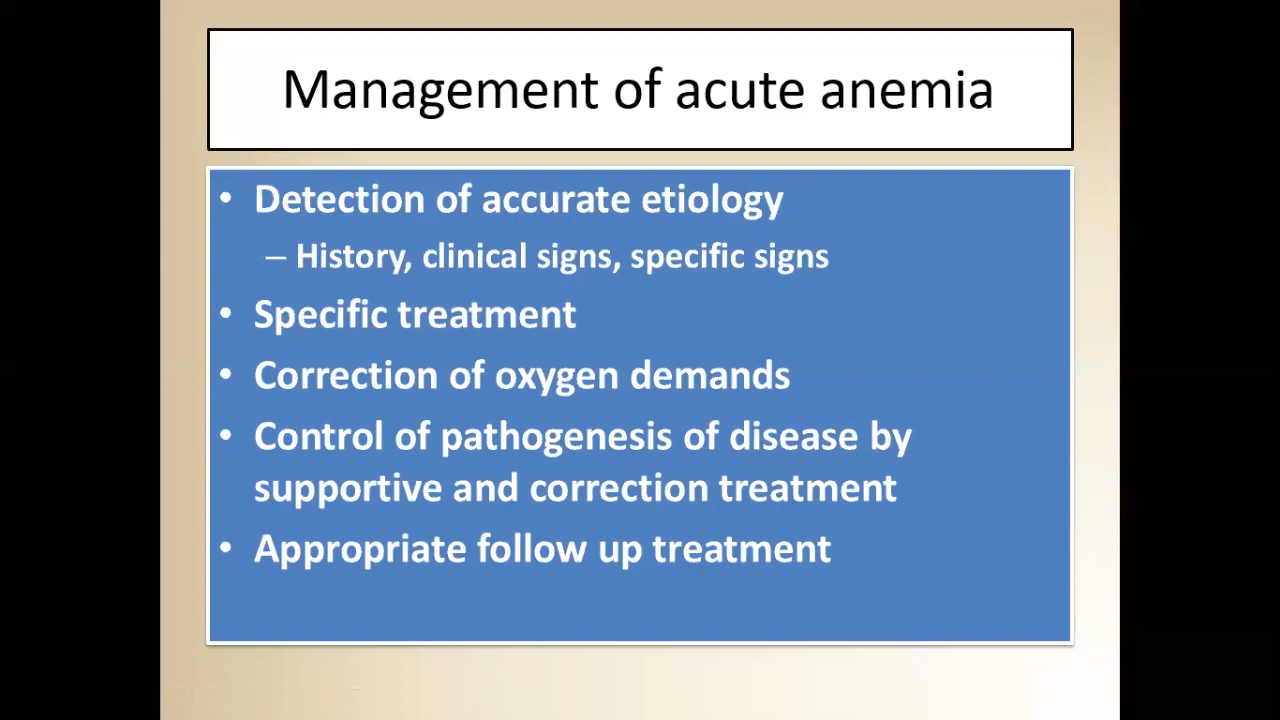 Management of acute anemia
• Detection of accurate etiology
– History, clinical signs, specific signs
• Specific treatment
• Correction of oxygen demands
• Control of pathogenesis of disease by
supportive and correction treatment
• Appropriate follow up treatment